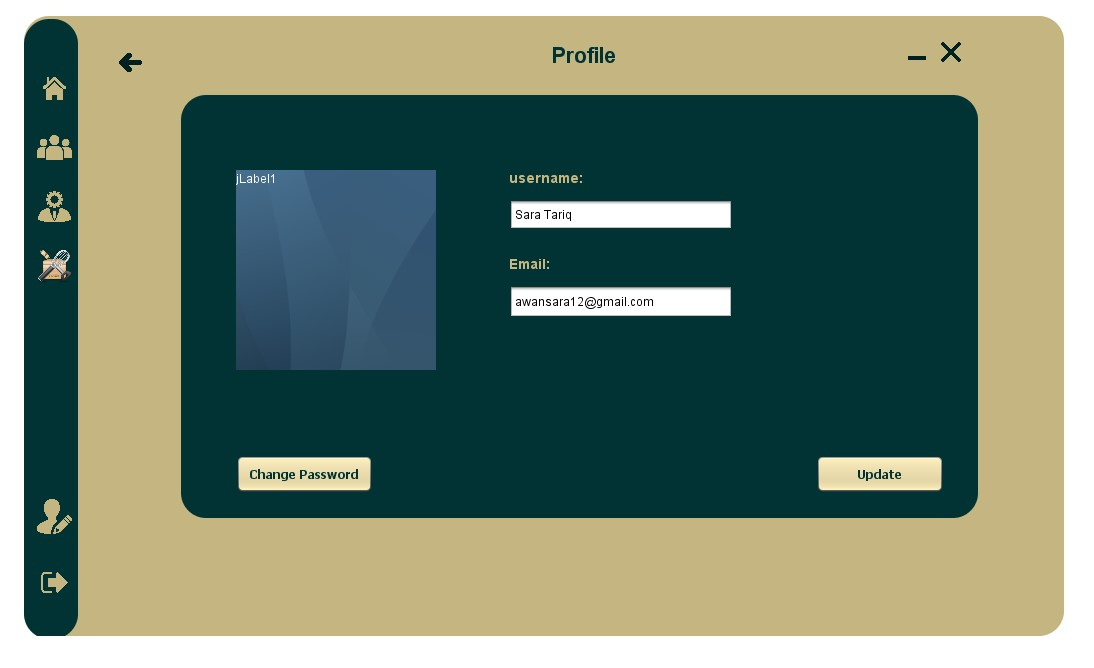 Profile
jLabel1
username:
Sara Tariq
Email:
awansara12@gmail.com
Change Password
Update